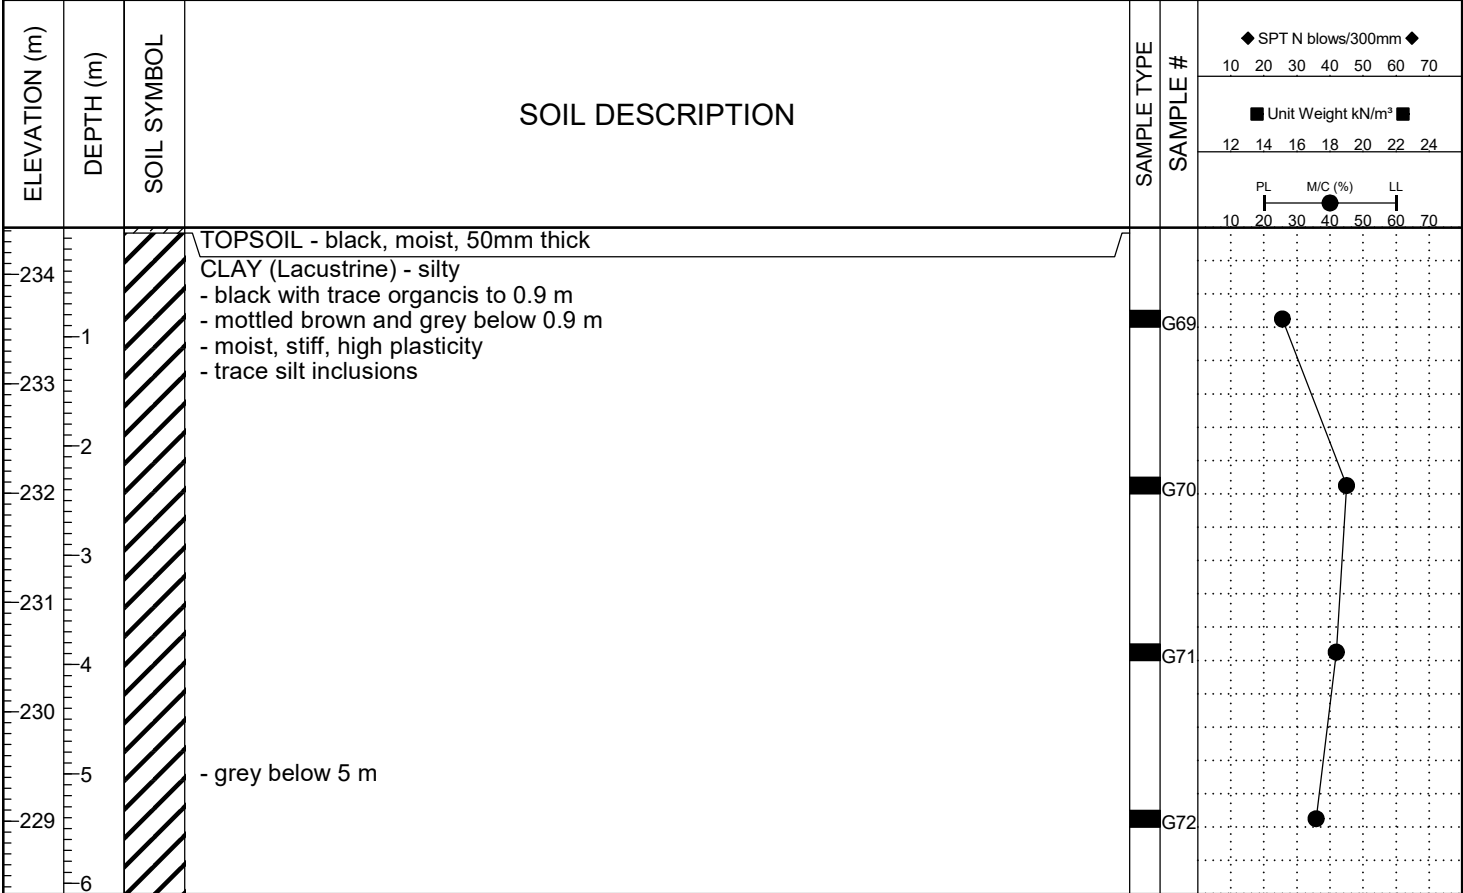 ELEVATION (m)
DEPTH (m)
SOIL SYMBOL
SOIL DESCRIPTION
SAMPLE TYPE
SAMPLE #
◆ SPT N blows/300mm ◆
10 20 30 40 50 60 70
■ Unit Weight kN/m³ ■
12 14 16 18 20 22 24
PL M/C (%) LL
10 20 30 40 50 60 70
TOPSOIL - black, moist, 50mm thick
234
CLAY (Lacustrine) - silty
- black with trace organcis to 0.9 m
- mottled brown and grey below 0.9 m
G69
1
- moist, stiff, high plasticity
- trace silt inclusions
233
2
232
G70
3
231
G71
4
230
5
- grey below 5 m
229
G72
6